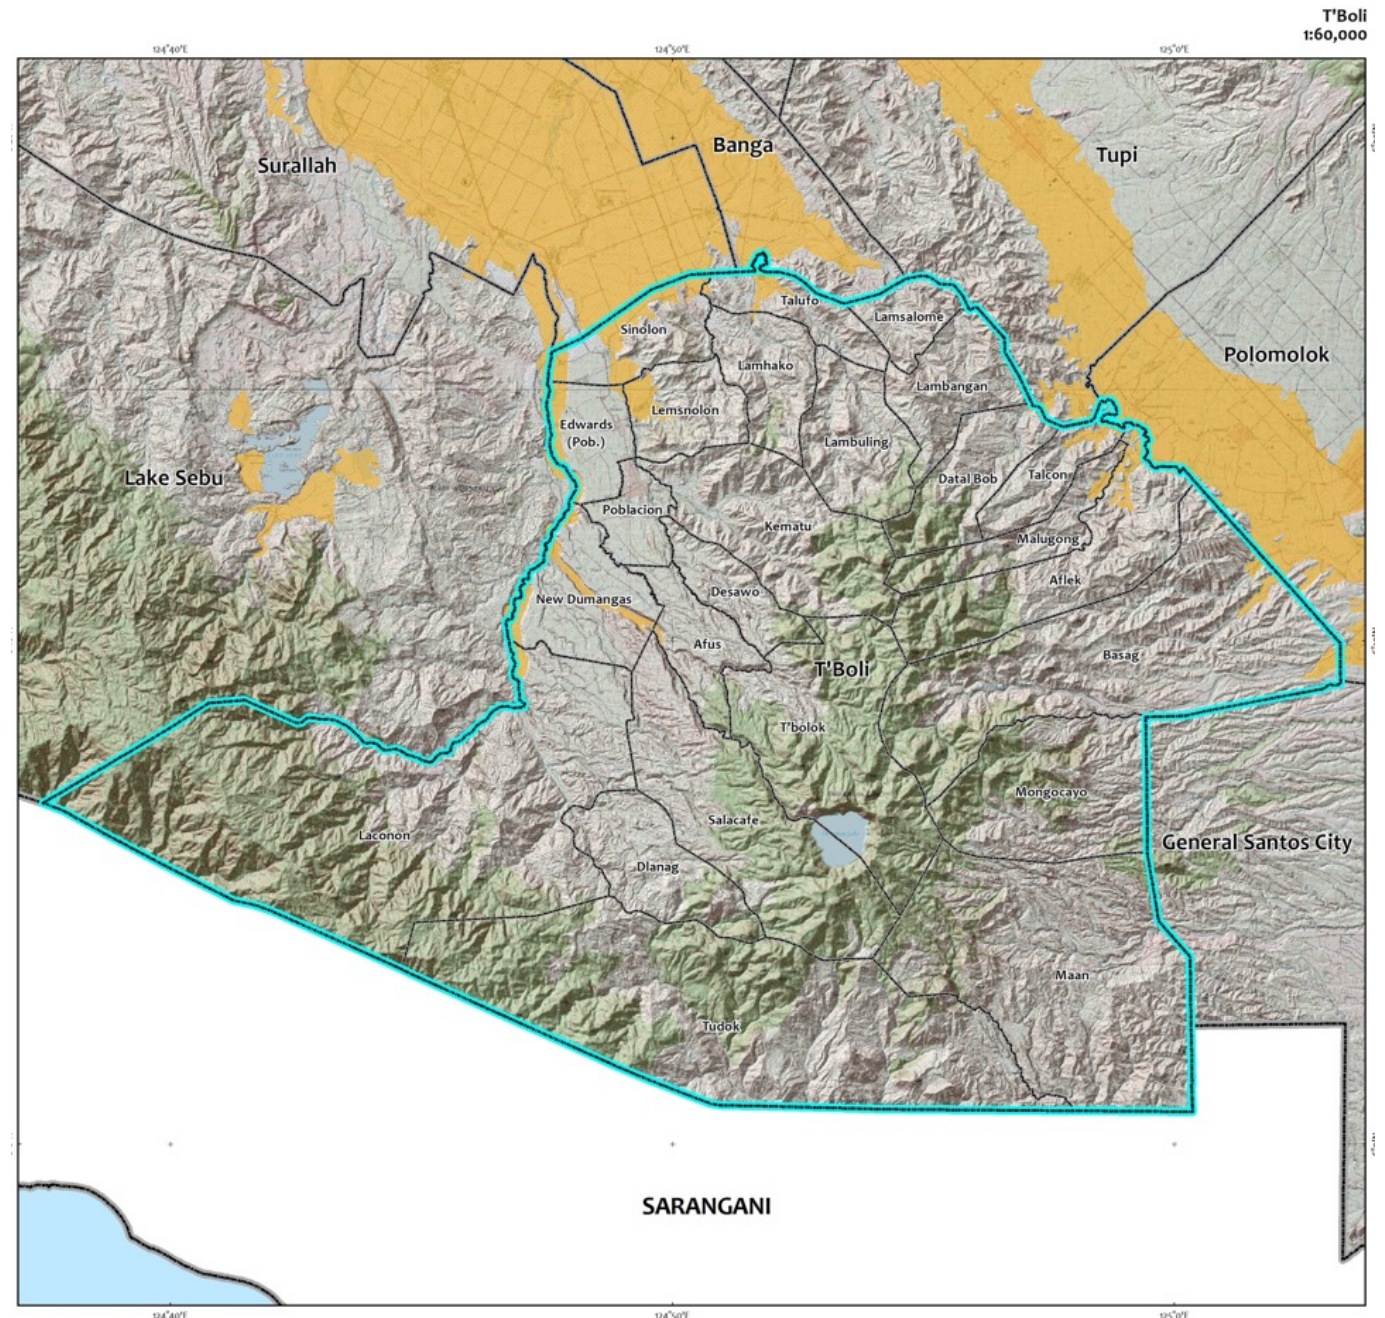 T'Boli
1:60,000
124°40'E
124°50'E
125°0'E
Banga
Tupi
Surallah
Talufo
Lamsalome
Sinolon
Polomolok
Lamhako
Lambangan
Lemsnolon
Edwards
(Pob.)
Lambuling
Lake Sebu
Datal Bob
Talcon
Poblacion
Kematu
Malugong
Aflek
Desawo
New Dumangas
Afus
Basag
T'Boli
T'bolok
Mongocayo
Salacafe
Laconon
General Santos City
Dlanag
Maan
Tudok
SARANGANI
124°40'E
124°50'E
125°0'E